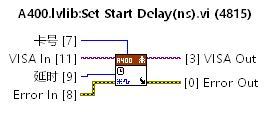 A400.lvlib:Set Start Delay(ns).vi (4815)
卡号 [7]
VISA In [11]
延时 [9]
Error In [8]
A400
[3] VISA Out
[0] Error Out